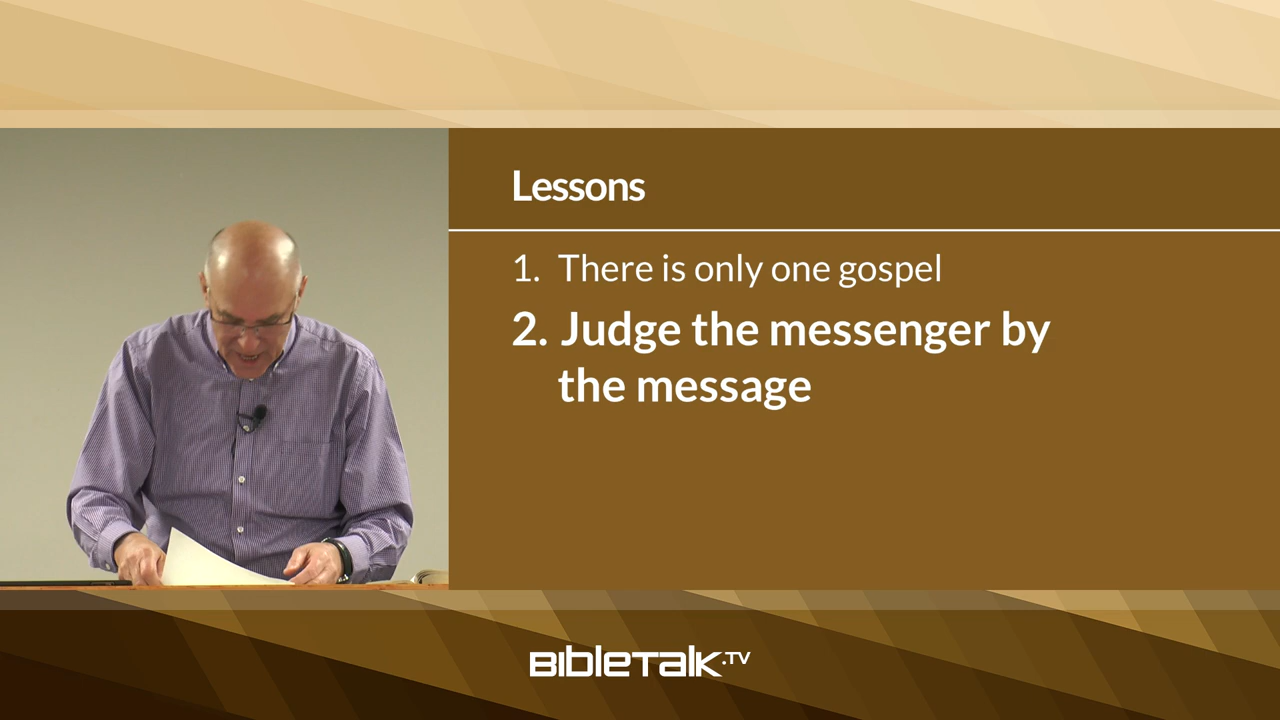 Lessons
1. There is only one gospel
2. Judge the messenger by
the message
BIBLETALK.TV